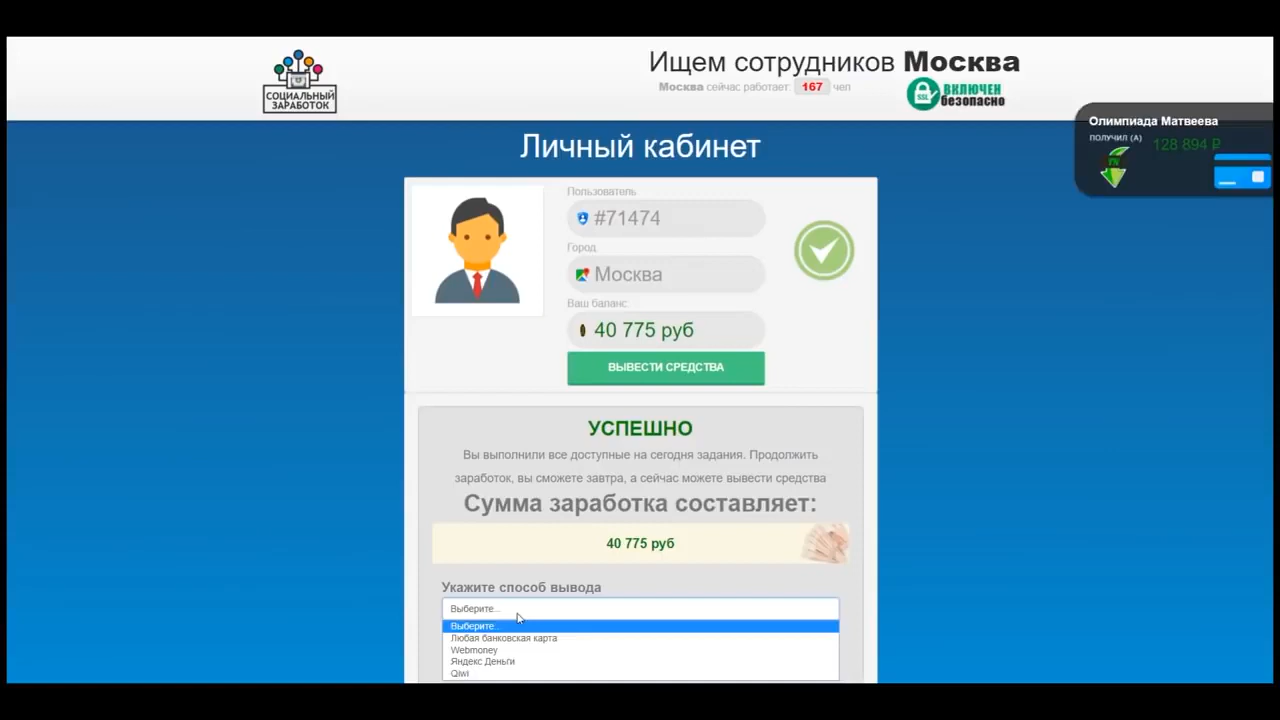 СОЦИАЛЬНЫЙ
ЗАРАБОТОК
Ищем сотрудников Москва
Москва сейчас работает: 167 чел
SSL
ВКЛЮЧЕН
безопасно
Олимпиада Матвеева
ПОЛУЧИЛ (А)
128 894 ₽
Личный кабинет
Пользователь
#71474
Город
Москва
Ваш баланс:
40 775 руб
ВЫВЕСТИ СРЕДСТВА
УСПЕШНО
Вы выполнили все доступные на сегодня задания. Продолжить
заработок, вы сможете завтра, а сейчас можете вывести средства
Сумма заработка составляет:
40 775 руб
Укажите способ вывода
Выберите...
Выберите...
Любая банковская карта
Webmoney
Яндекс Деньги
Qiwi